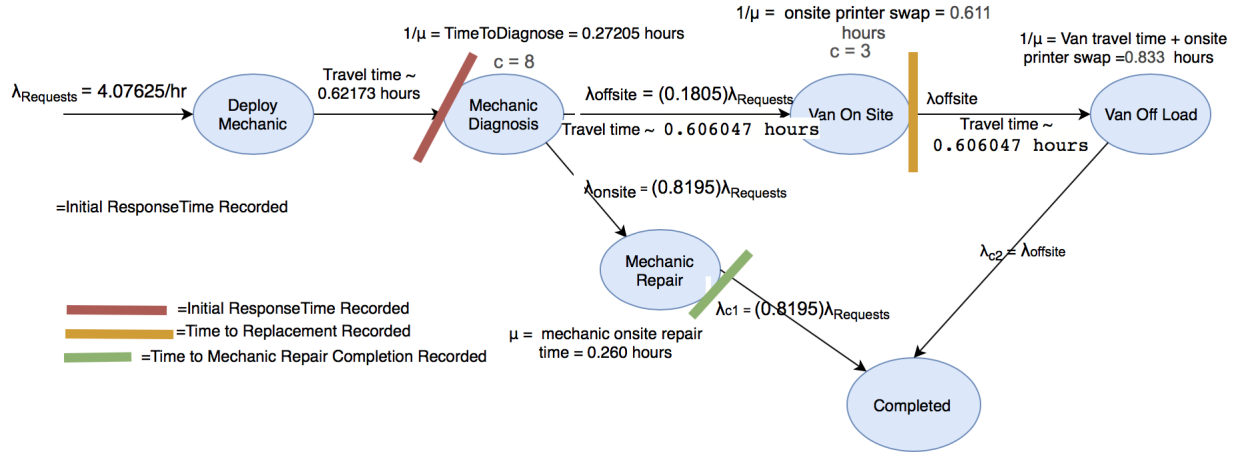 1/μ = onsite printer swap = 0.611
hours
c = 3
1/μ = TimeToDiagnose = 0.27205 hours
c = 8
1/μ = Van travel time + onsite
printer swap =0.833 hours
λRequests = 4.07625/hr
Deploy
Mechanic
Travel time ~
0.62173 hours
Mechanic
Diagnosis
λoffsite = (0.1805)λRequests
Travel time ~ 0.606047 hours
Van On Site
λoffsite
Travel time ~
0.606047 hours
Van Off Load
λonsite = (0.8195)λRequests
=Initial ResponseTime Recorded
λc2 = λoffsite
Mechanic
Repair
=Initial ResponseTime Recorded
=Time to Replacement Recorded
=Time to Mechanic Repair Completion Recorded
λc1 = (0.8195)λRequests
μ = mechanic onsite repair
time = 0.260 hours
Completed